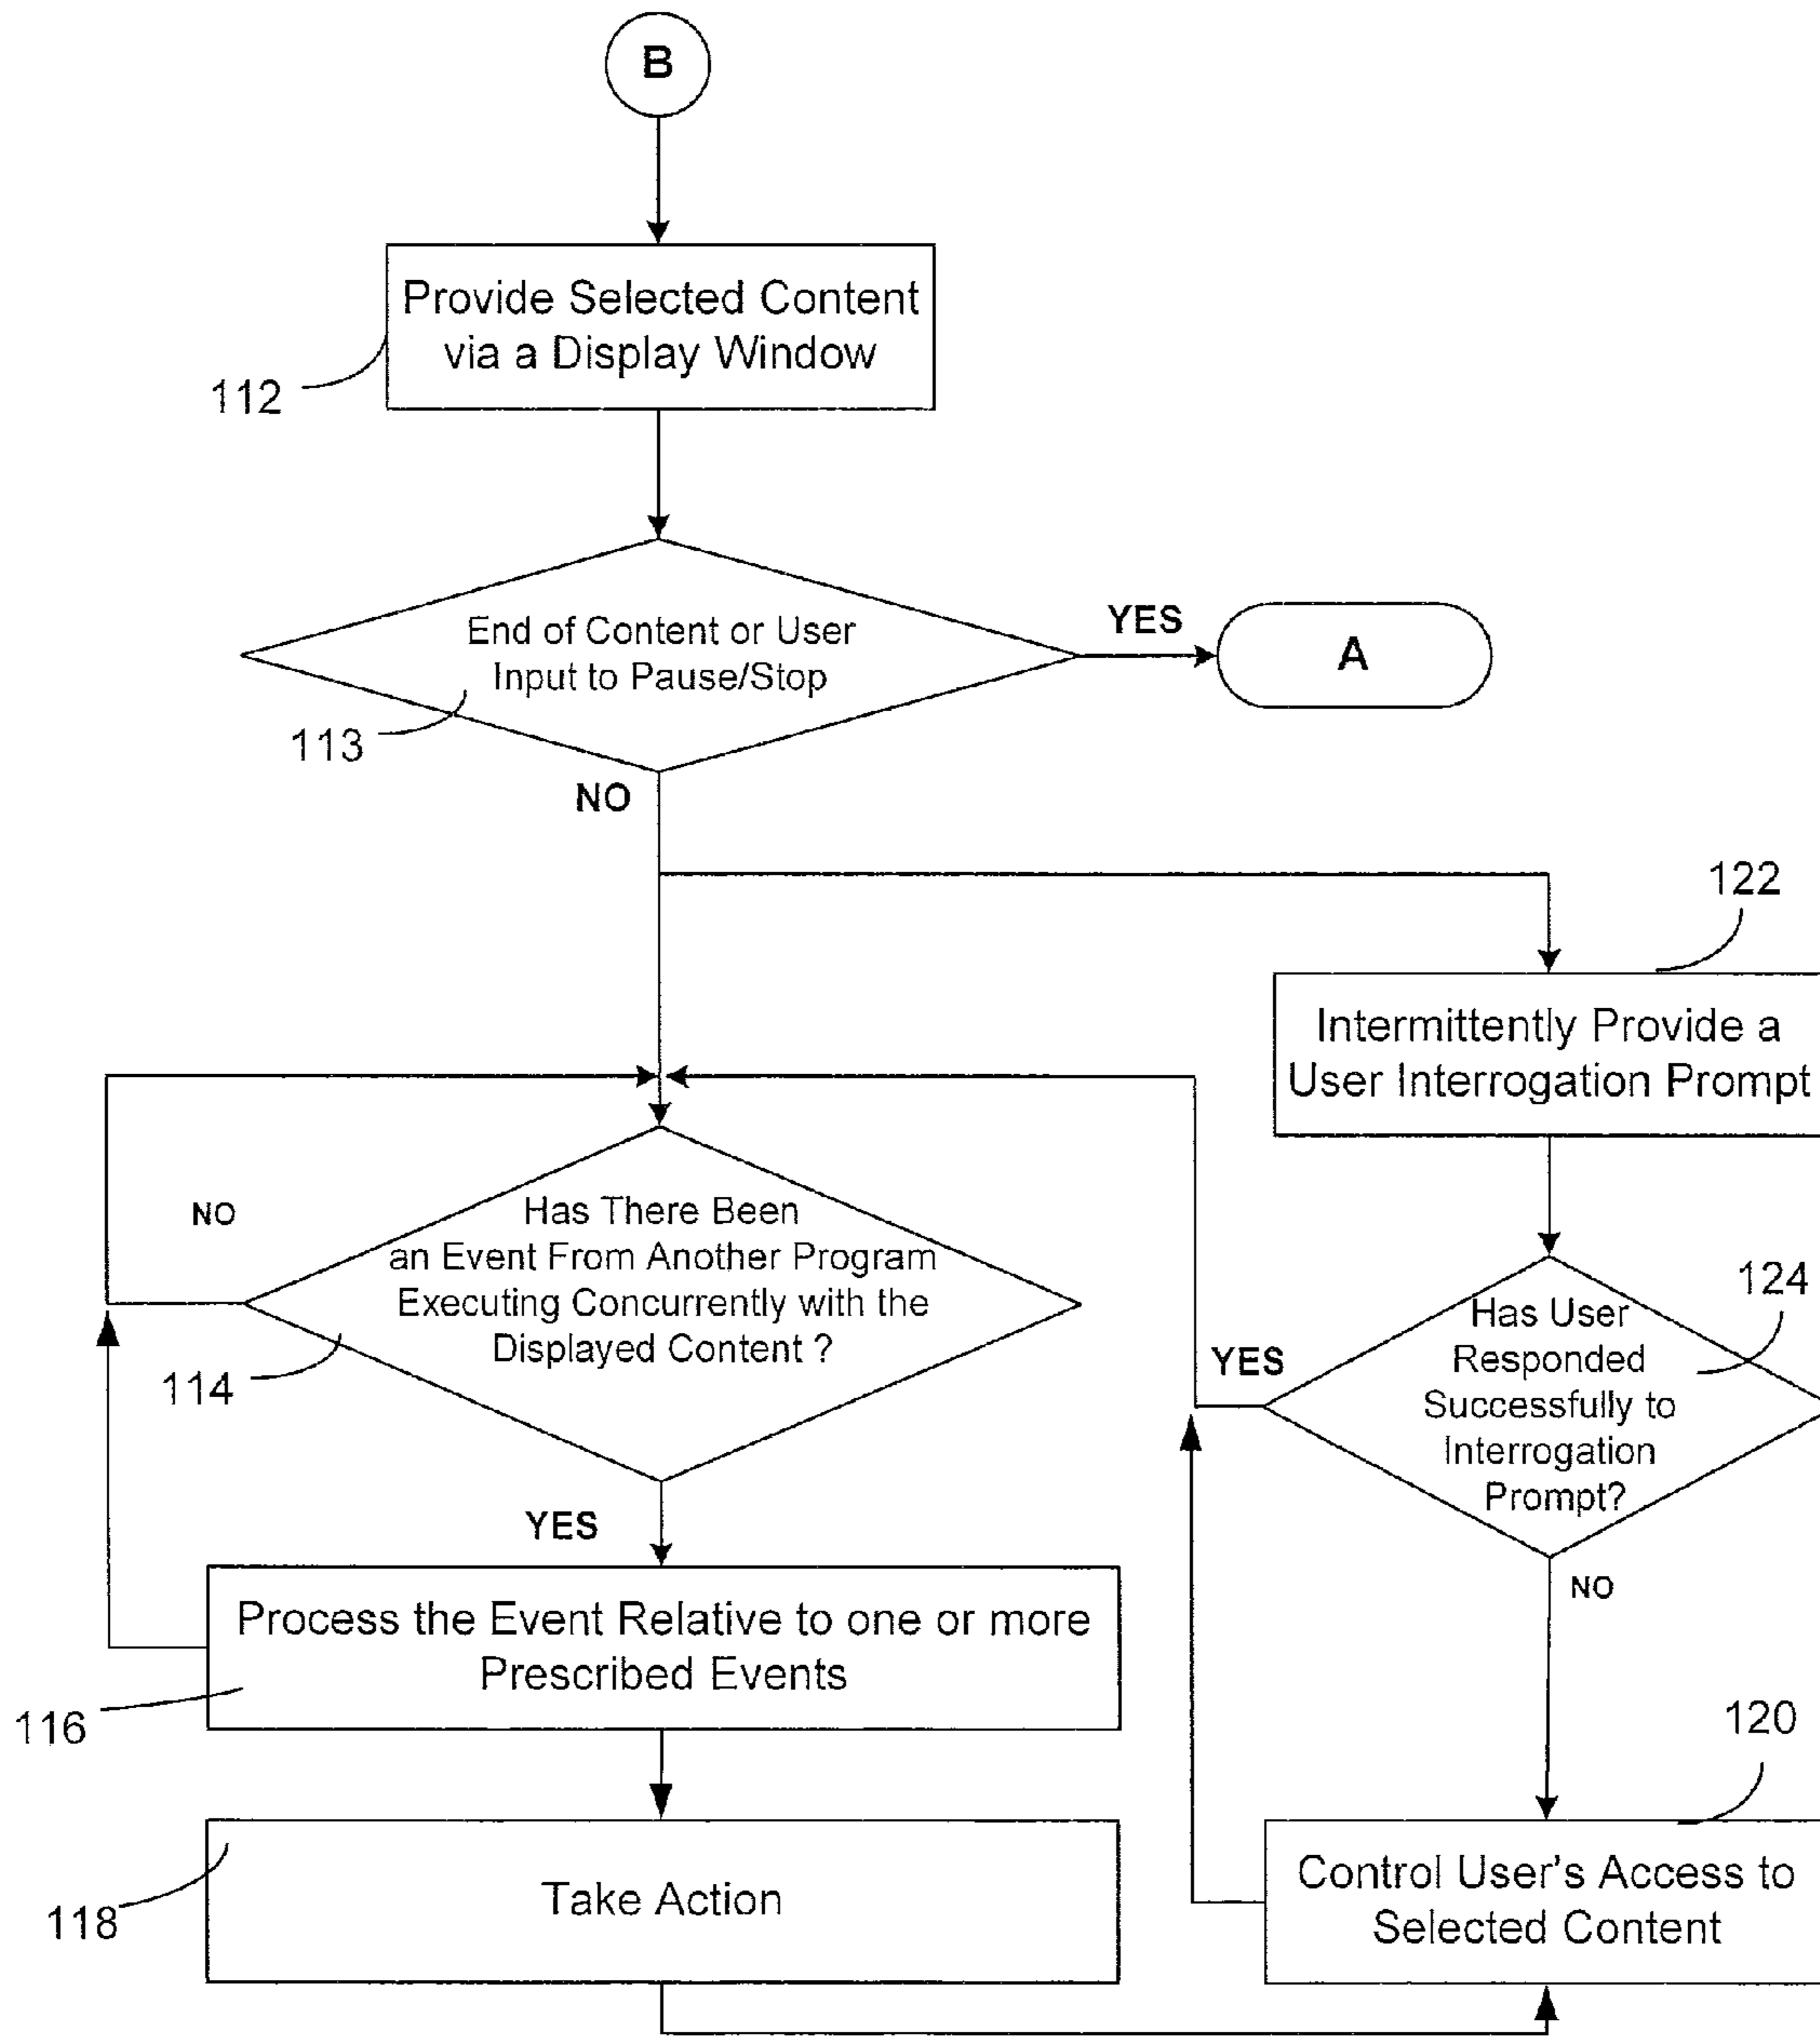 B
Provide Selected Content
via a Display Window
112
End of Content or User
Input to Pause/Stop
YES
A
113
NO
122
Intermittently Provide a
User Interrogation Prompt
NO
Has There Been
an Event From Another Program
Executing Concurrently with the
Displayed Content ?
114
124
Has User
Responded
Successfully to
Interrogation
Prompt?
YES
YES
NO
Process the Event Relative to one or more
Prescribed Events
116
120
118
Take Action
Control User's Access to
Selected Content